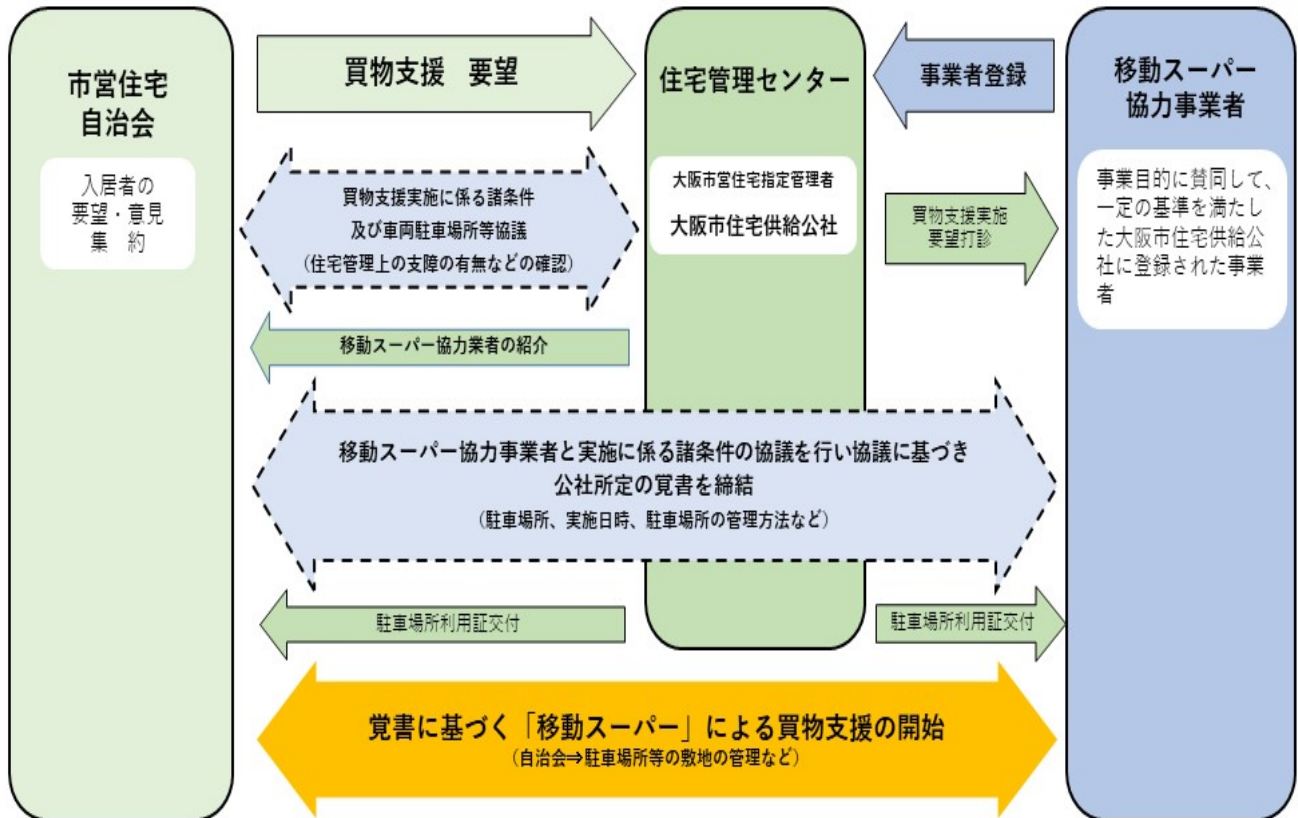 市営住宅
自治会
入居者の
要望・意見
集　約
買物支援　要望
住宅管理センター
大阪市営住宅指定管理者
大阪市住宅供給公社
事業者登録
移動スーパー
協力事業者
事業目的に賛同して、
一定の基準を満たし
た大阪市住宅供給公
社に登録された事業
者
買物支援実施に係る諸条件
及び車両駐車場所等協議
（住宅管理上の支障の有無などの確認）
買物支援実施
要望打診
移動スーパー協力業者の紹介
移動スーパー協力事業者と実施に係る諸条件の協議を行い協議に基づき
公社所定の覚書を締結
（駐車場所、実施日時、駐車場所の管理方法など）
駐車場所利用証交付
駐車場所利用証交付
覚書に基づく「移動スーパー」による買物支援の開始
（自治会⇒駐車場所等の敷地の管理など）